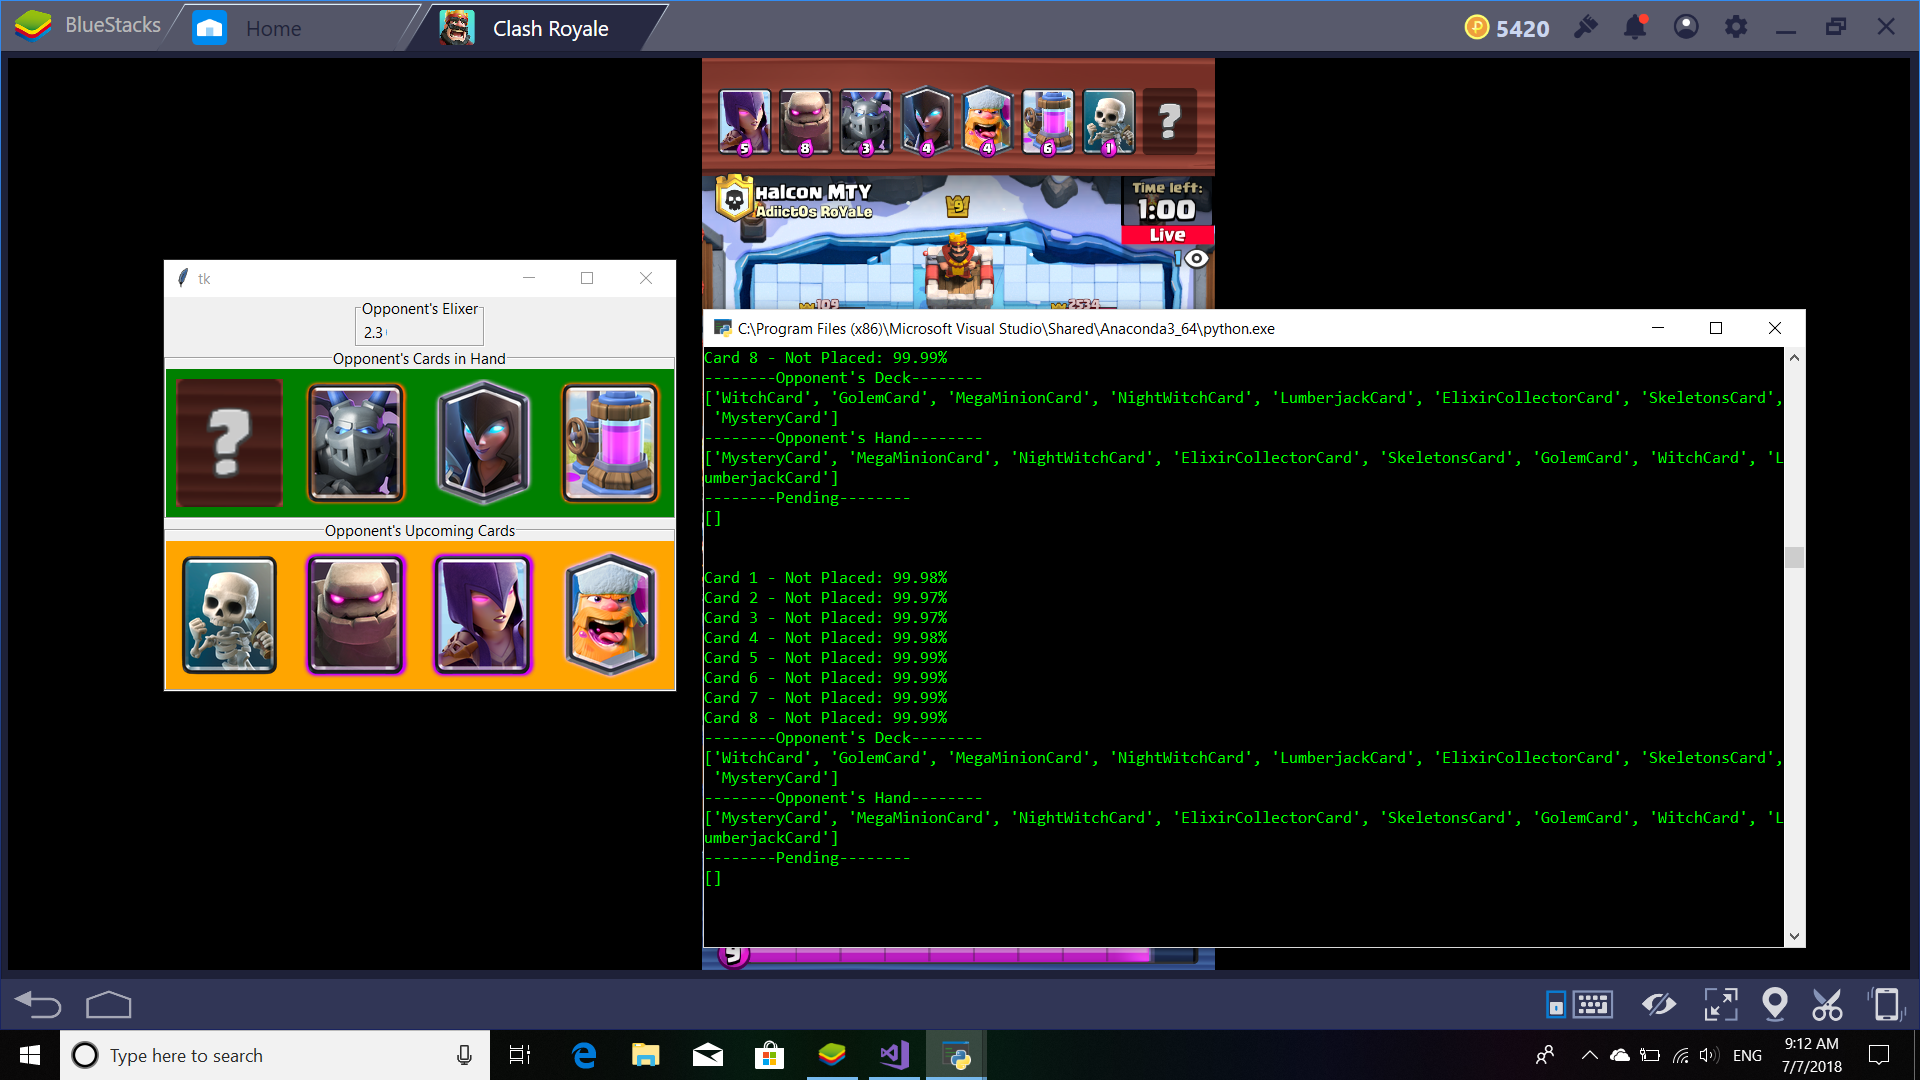 BlueStacks
Home
Clash Royale
5420
5 8 3 4 4 6 1 ?
Halcon MTY
Adiict0s RoYaLe
9
Time left:
1:00
Live
1
109
2534
tk
Opponent's Elixer
2.3
Opponent's Cards in Hand
?
Opponent's Upcoming Cards
C:\Program Files (x86)\Microsoft Visual Studio\Shared\Anaconda3_64\python.exe
Card 8 - Not Placed: 99.99%
--------Opponent's Deck--------
['WitchCard', 'GolemCard', 'MegaMinionCard', 'NightWitchCard', 'LumberjackCard', 'ElixirCollectorCard', 'SkeletonsCard',
'MysteryCard']
--------Opponent's Hand--------
['MysteryCard', 'MegaMinionCard', 'NightWitchCard', 'ElixirCollectorCard', 'SkeletonsCard', 'GolemCard', 'WitchCard', 'L
umberjackCard']
--------Pending--------
[]
Card 1 - Not Placed: 99.98%
Card 2 - Not Placed: 99.97%
Card 3 - Not Placed: 99.97%
Card 4 - Not Placed: 99.98%
Card 5 - Not Placed: 99.99%
Card 6 - Not Placed: 99.99%
Card 7 - Not Placed: 99.99%
Card 8 - Not Placed: 99.99%
--------Opponent's Deck--------
['WitchCard', 'GolemCard', 'MegaMinionCard', 'NightWitchCard', 'LumberjackCard', 'ElixirCollectorCard', 'SkeletonsCard',
'MysteryCard']
--------Opponent's Hand--------
['MysteryCard', 'MegaMinionCard', 'NightWitchCard', 'ElixirCollectorCard', 'SkeletonsCard', 'GolemCard', 'WitchCard', 'L
umberjackCard']
--------Pending--------
[]
9
Type here to search
ENG
9:12 AM
7/7/2018